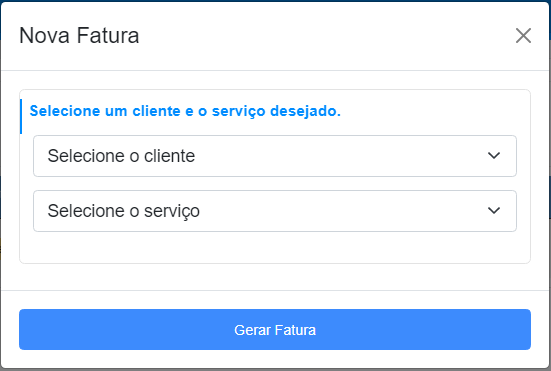 Nova Fatura
Selecione um cliente e o serviço desejado.
Selecione o cliente
Selecione o serviço
Gerar Fatura